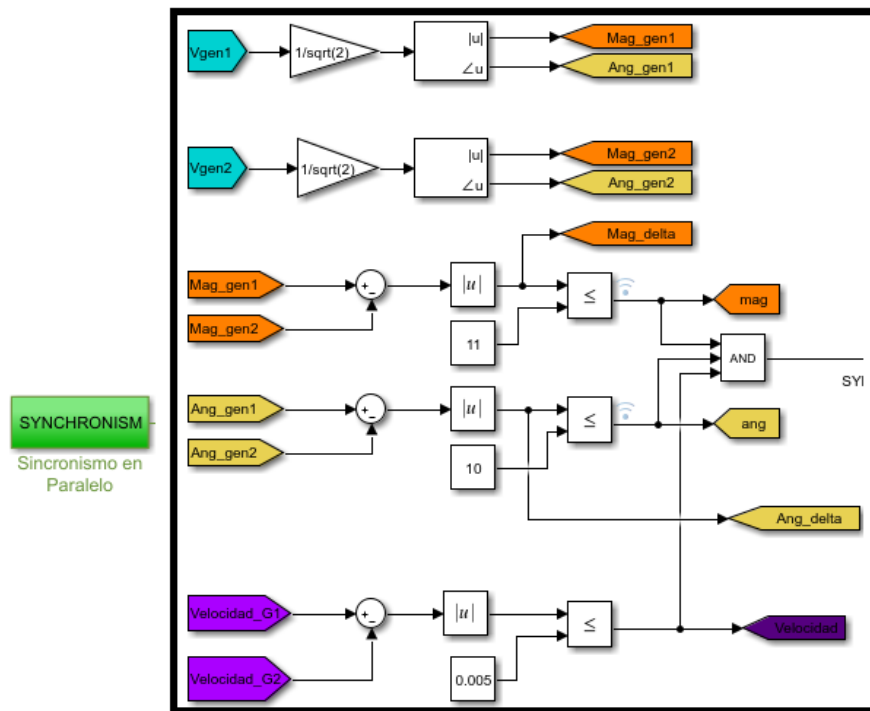 Vgen1
1/sqrt(2)
|u|
∠u
Mag_gen1
Ang_gen1
Vgen2
1/sqrt(2)
|u|
∠u
Mag_gen2
Ang_gen2
Mag_delta
Mag_gen1
Mag_gen2
+
−
|u|
11
≤
mag
AND
SYI
SYNCHRONISM
Sincronismo en
Paralelo
Ang_gen1
Ang_gen2
+
−
|u|
10
≤
ang
Ang_delta
Velocidad_G1
Velocidad_G2
+
−
|u|
0.005
≤
Velocidad